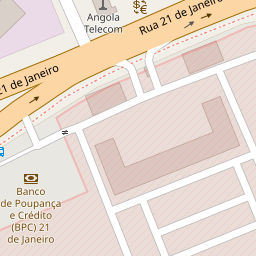 Angola
Telecom
Rua 21 de Janeiro
21 de Janeiro
Banco
de Poupança
e Crédito
(BPC) 21
de Janeiro